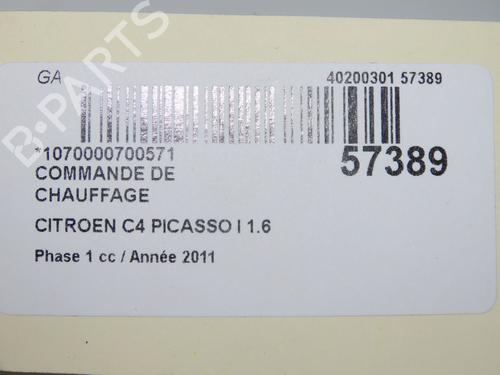 GA
40200301 57389
*1070000700571
57389
COMMANDE DE
CHAUFFAGE
CITROEN C4 PICASSO I 1.6
Phase 1 cc / Année 2011
B-PARTS